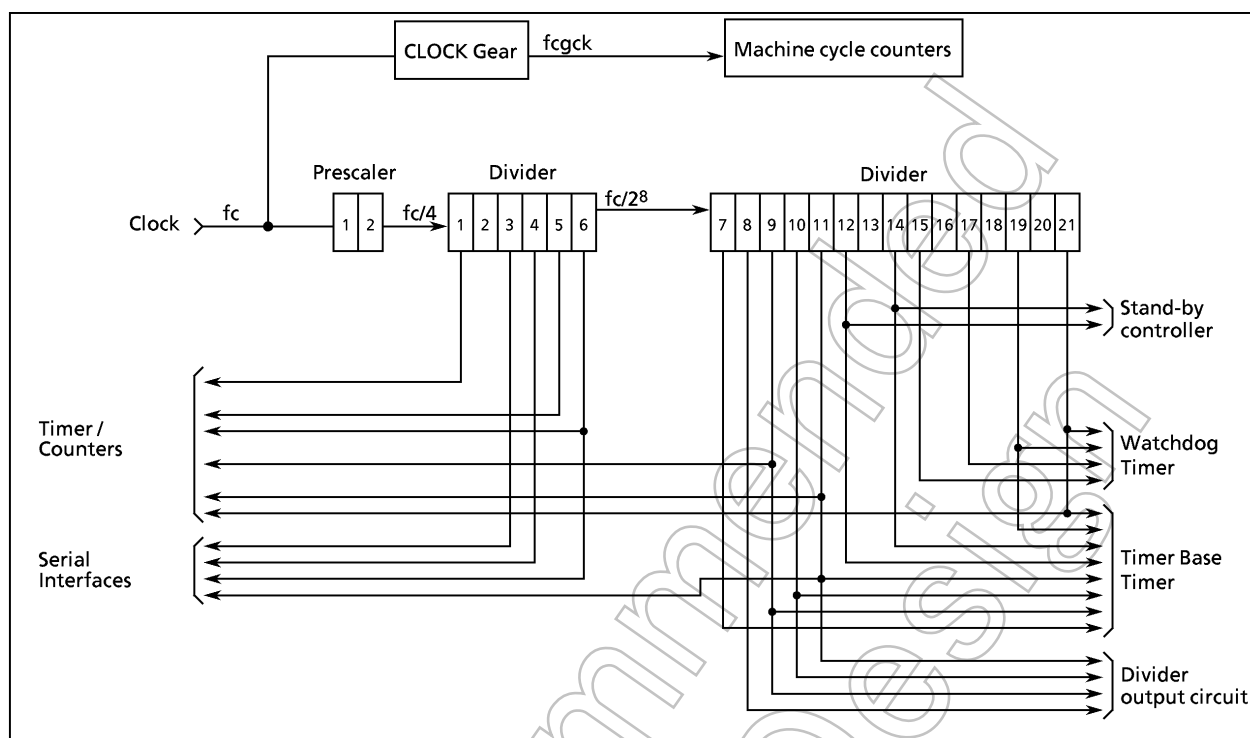 CLOCK Gear
fcgck
Machine cycle counters
Prescaler
Divider
Divider
Clock
fc
1 2
fc/4
1 2 3 4 5 6
fc/2⁸
7 8 9 10 11 12 13 14 15 16 17 18 19 20 21
Stand-by
controller
Timer /
Counters
Watchdog
Timer
Serial
Interfaces
Timer Base
Timer
Divider
output circuit
mmended
Design